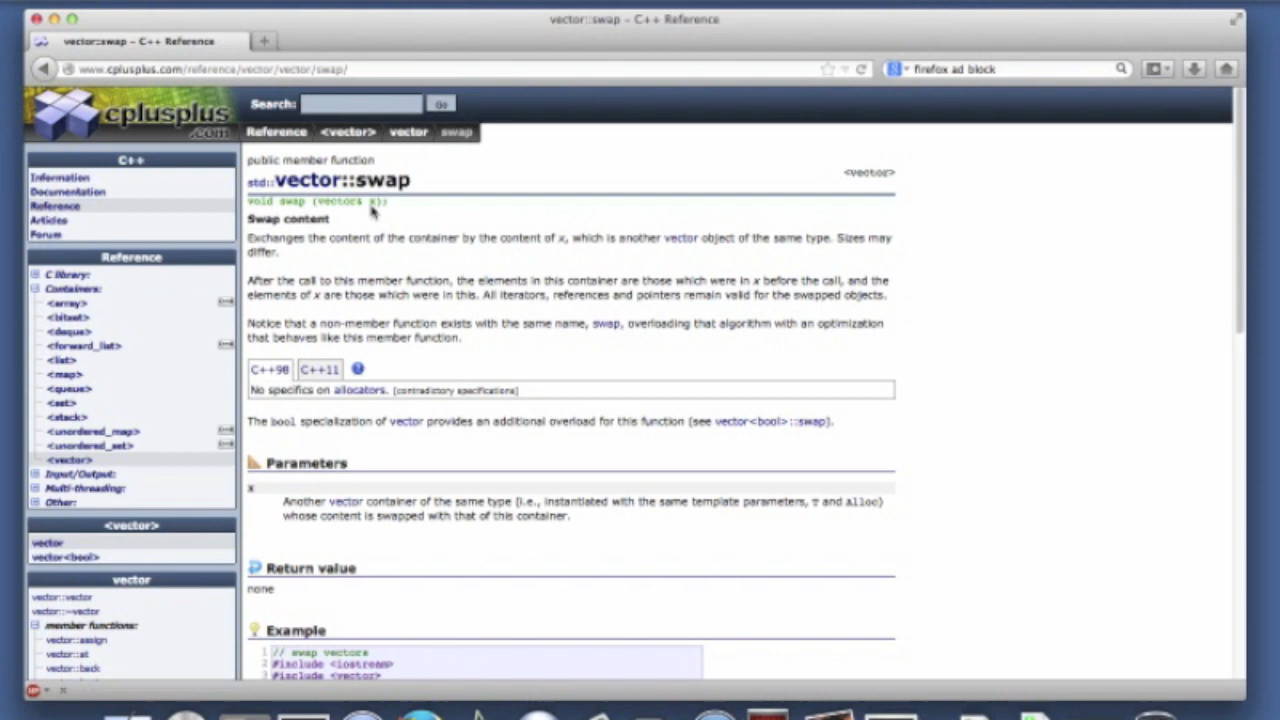 vector::swap – C++ Reference
vector::swap – C++ Reference
www.cplusplus.com/reference/vector/vector/swap/
firefox ad block
cplusplus
.com
Search:
Go
Reference <vector> vector swap
C++
Information
Documentation
Reference
Articles
Forum
Reference
C library:
Containers:
<array>
<bitset>
<deque>
<forward_list>
<list>
<map>
<queue>
<set>
<stack>
<unordered_map>
<unordered_set>
<vector>
Input/Output:
Multi-threading:
Other:
<vector>
vector
vector<bool>
vector
vector::vector
vector::~vector
member functions:
vector::assign
vector::at
vector::back
public member function
<vector>
std::vector::swap
void swap (vector& x);
Swap content
Exchanges the content of the container by the content of x, which is another vector object of the same type. Sizes may
differ.
After the call to this member function, the elements in this container are those which were in x before the call, and the
elements of x are those which were in this. All iterators, references and pointers remain valid for the swapped objects.
Notice that a non-member function exists with the same name, swap, overloading that algorithm with an optimization
that behaves like this member function.
C++98 C++11
No specifics on allocators. [contradictory specifications]
The bool specialization of vector provides an additional overload for this function (see vector<bool>::swap).
Parameters
x
Another vector container of the same type (i.e., instantiated with the same template parameters, T and Alloc)
whose content is swapped with that of this container.
Return value
none
Example
1 // swap vectors
2 #include <iostream>
3 #include <vector>